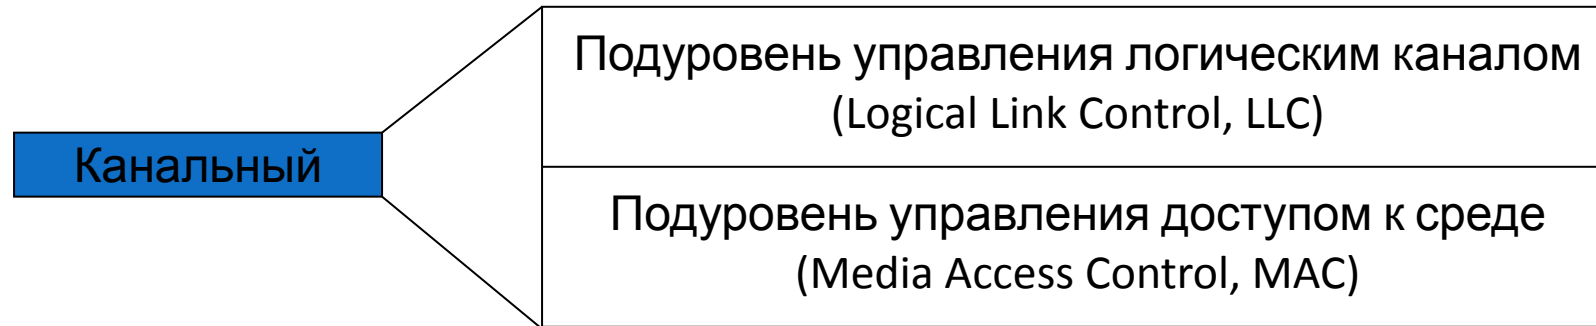 Канальный
Подуровень управления логическим каналом
(Logical Link Control, LLC)
Подуровень управления доступом к среде
(Media Access Control, MAC)